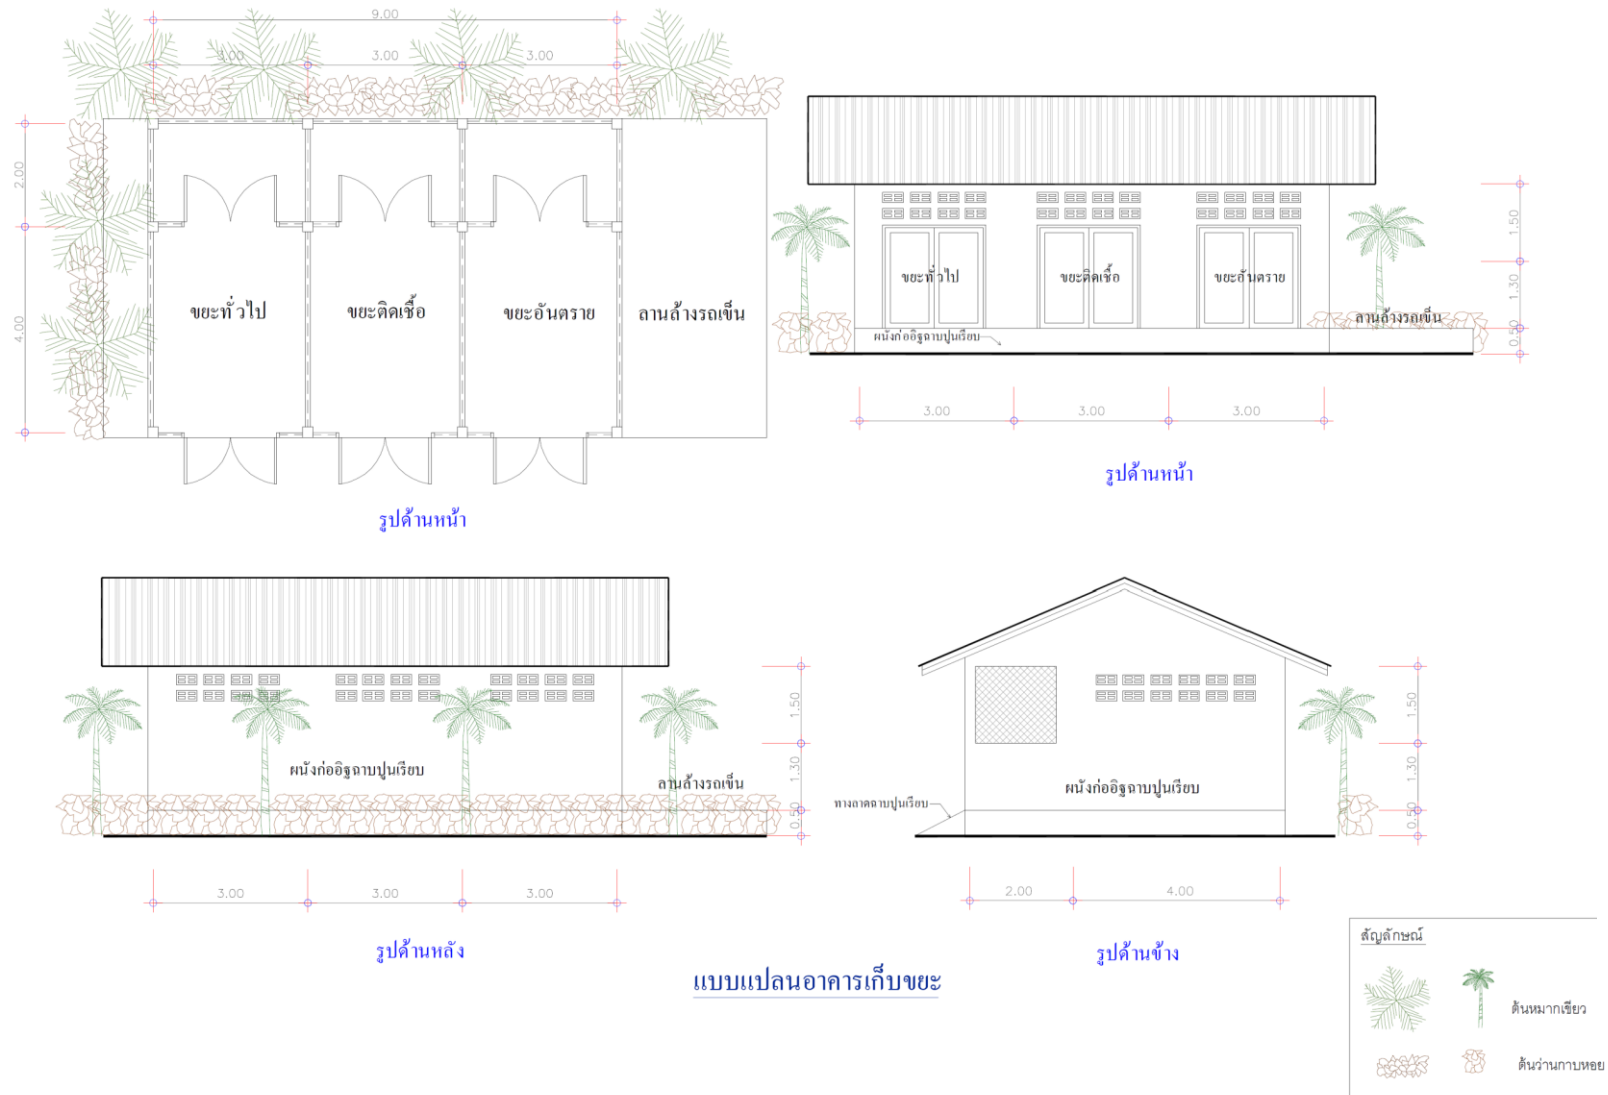 9.00
3.00 3.00 3.00
2.00
4.00
ขยะทั่วไป ขยะติดเชื้อ ขยะอันตราย ลานล้างรถเข็น
รูปด้านหน้า
ขยะทั่วไป ขยะติดเชื้อ ขยะอันตราย
ลานล้างรถเข็น
ผนังก่ออิฐฉาบปูนเรียบ
1.50
1.30
0.50
3.00 3.00 3.00
รูปด้านหน้า
ผนังก่ออิฐฉาบปูนเรียบ
ลานล้างรถเข็น
1.50
1.30
0.50
3.00 3.00 3.00
รูปด้านหลัง
ผนังก่ออิฐฉาบปูนเรียบ
ทางลาดฉาบปูนเรียบ
1.50
1.30
0.50
2.00 4.00
รูปด้านข้าง
แบบแปลนอาคารเก็บขยะ
สัญลักษณ์
ต้นหมากเขียว
ต้นว่านกาบหอย